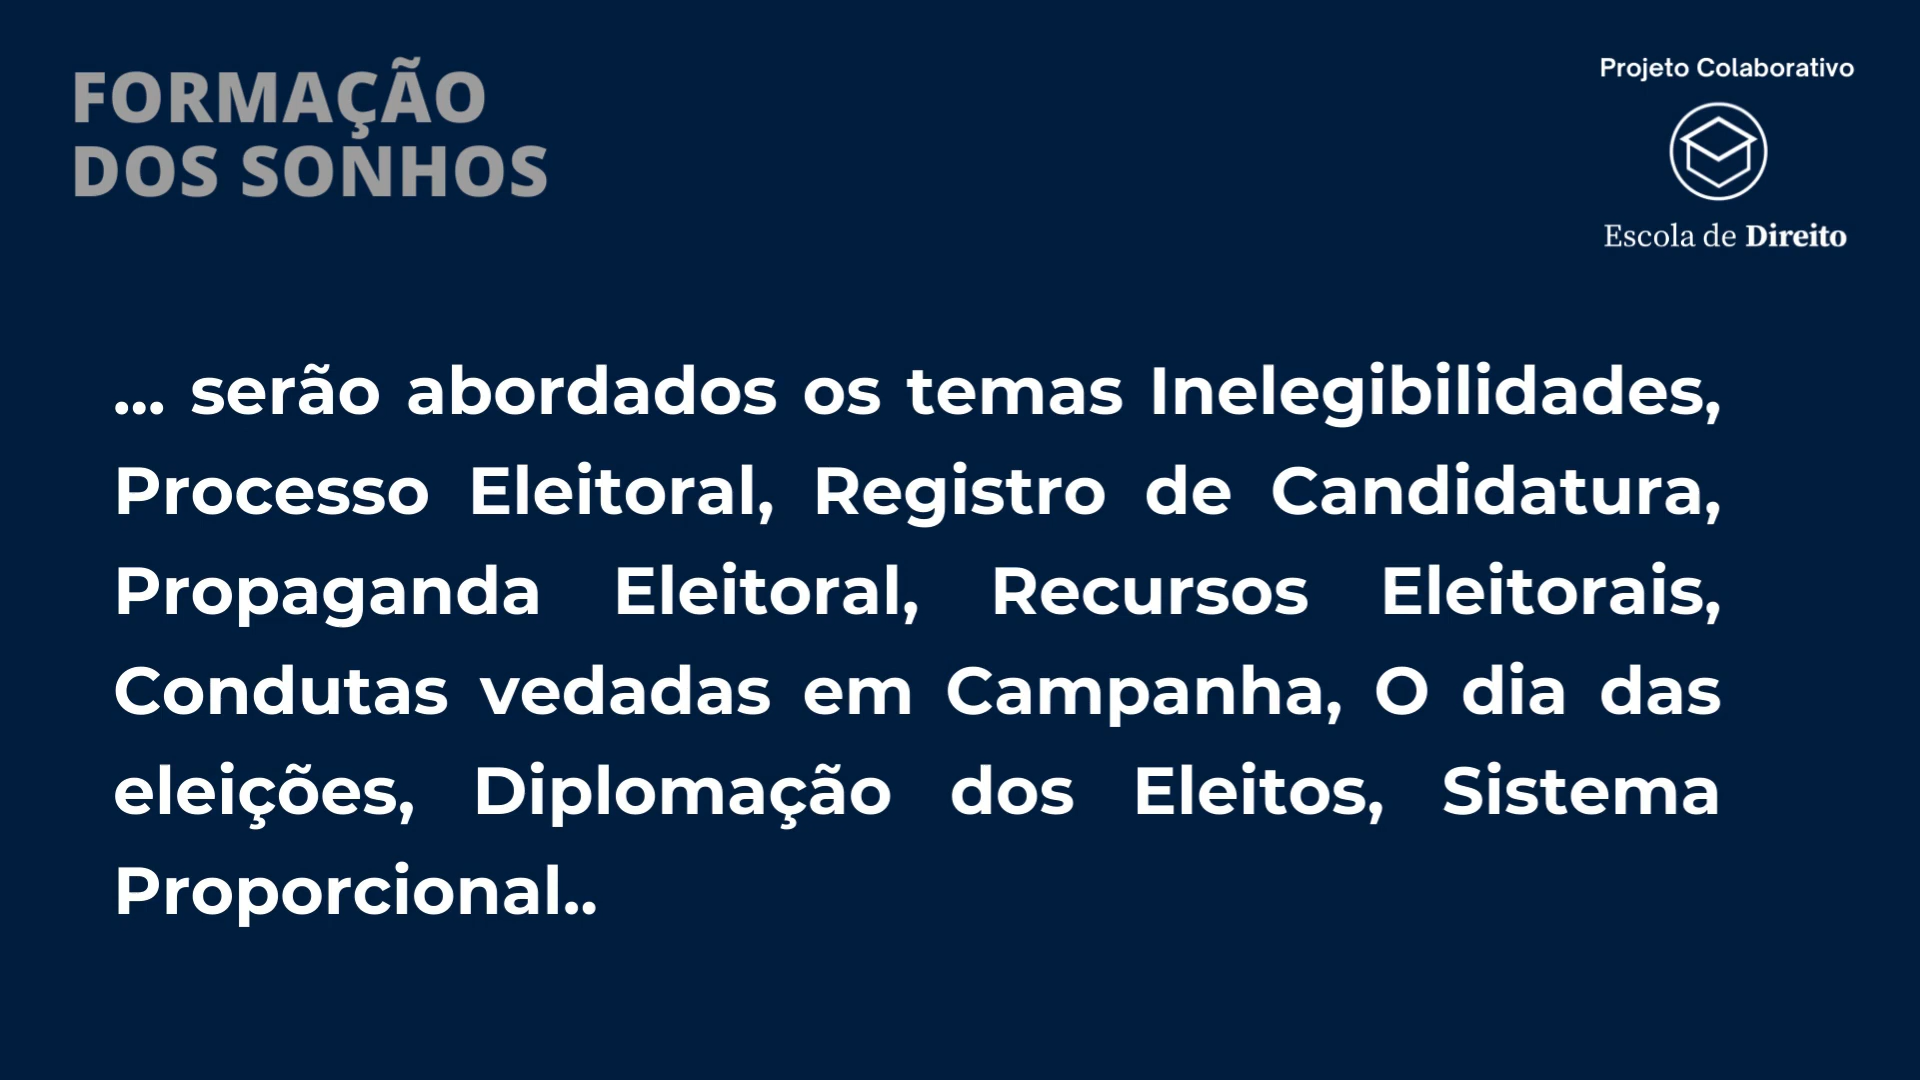 FORMAÇÃO
DOS SONHOS
Projeto Colaborativo
Escola de Direito
... serão abordados os temas Inelegibilidades,
Processo Eleitoral, Registro de Candidatura,
Propaganda Eleitoral, Recursos Eleitorais,
Condutas vedadas em Campanha, O dia das
eleições, Diplomação dos Eleitos, Sistema
Proporcional..